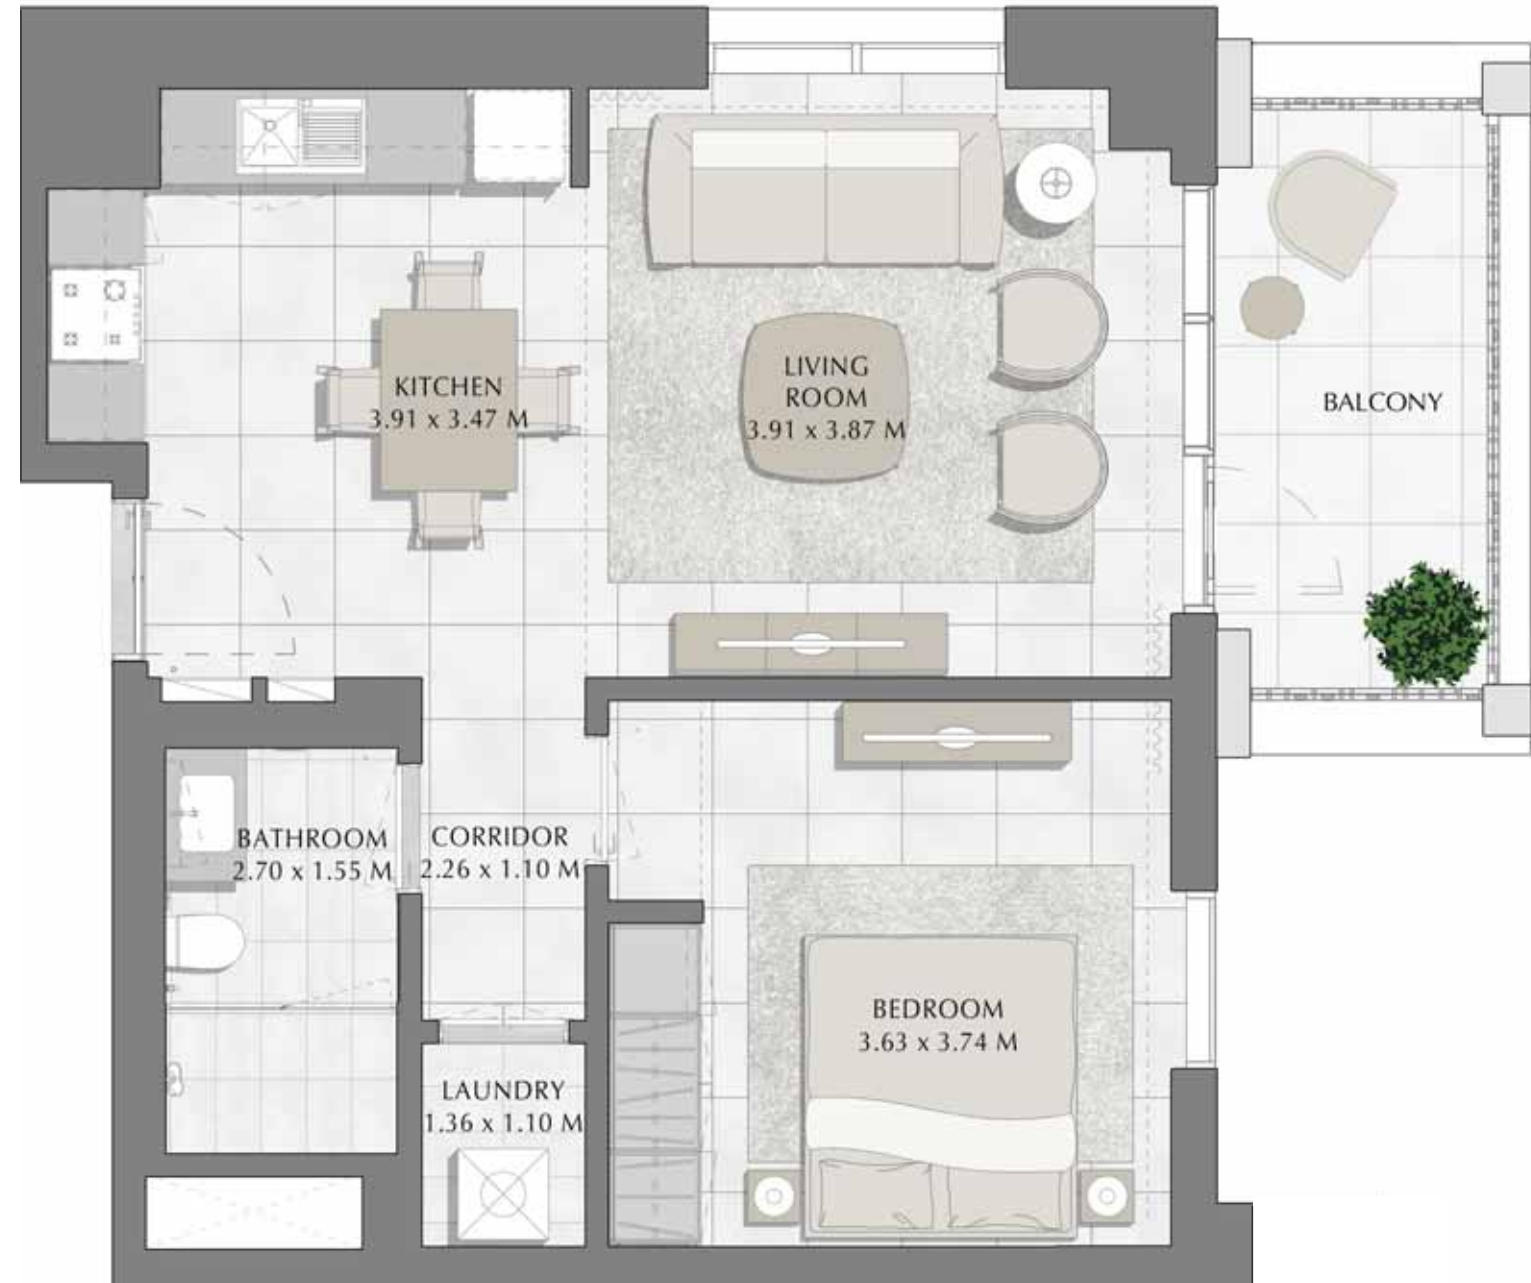 LIVING
ROOM
3.91 x 3.87 M
KITCHEN
3.91 x 3.47 M
BALCONY
BATHROOM
2.70 x 1.55 M
CORRIDOR
2.26 x 1.10 M
BEDROOM
3.63 x 3.74 M
LAUNDRY
1.36 x 1.10 M